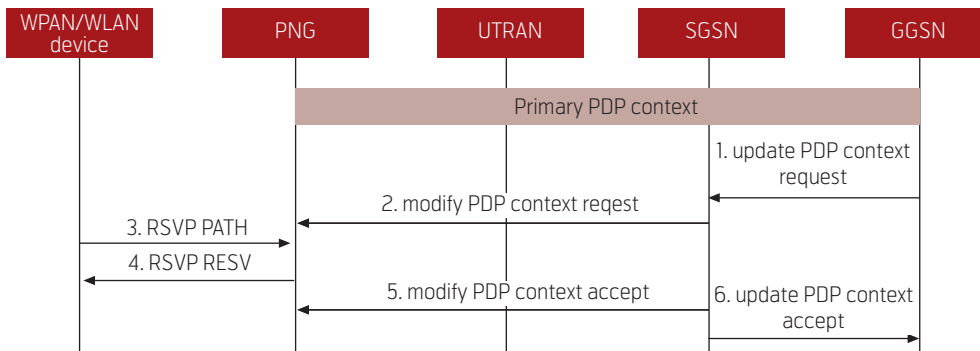 WPAN/WLAN
device
PNG
UTRAN
SGSN
GGSN
Primary PDP context
1. update PDP context
request
2. modify PDP context reqest
3. RSVP PATH
4. RSVP RESV
5. modify PDP context accept
6. update PDP context
accept